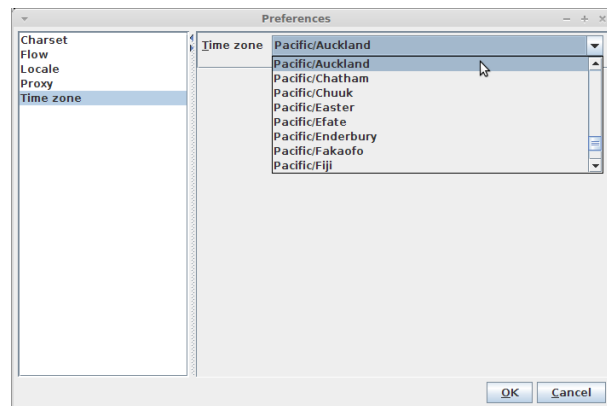 Preferences
Charset
Flow
Locale
Proxy
Time zone
Time zone Pacific/Auckland
Pacific/Auckland
Pacific/Chatham
Pacific/Chuuk
Pacific/Easter
Pacific/Efate
Pacific/Enderbury
Pacific/Fakaofo
Pacific/Fiji
OK Cancel